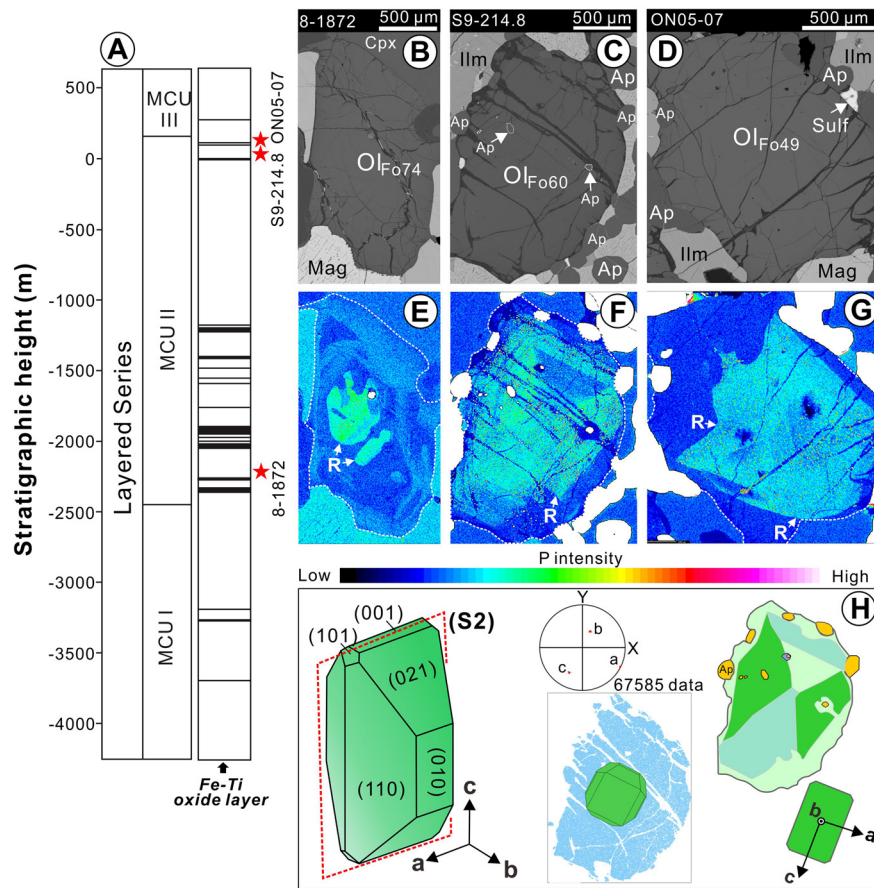 A
Stratigraphic height (m)
500
0
-500
-1000
-1500
-2000
-2500
-3000
-3500
-4000
Layered Series
MCU
III
MCU II
MCU I
S9-214.8 ON05-07
8-1872
Fe-Ti
oxide layer
8-1872
500 µm
B
Cpx
OlFo74
Mag
S9-214.8
500 µm
C
Ilm
Ap
Ap
Ap
Ap
OlFo60
Ap
Ap
Ap
ON05-07
500 µm
D
Ilm
Ap
Sulf
OlFo49
Ap
Ilm
Mag
E
R
F
R
G
R
R
P intensity
Low
High
H
(S2)
(001)
(101)
(021)
(110)
(010)
c
a
b
Y
b
X
a
c
67585 data
Ap
b
a
c